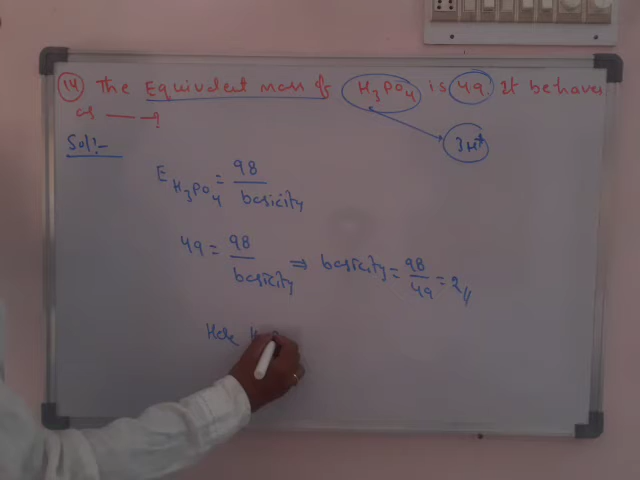 14 The Equivalent mass of H3PO4 is 49 It behaves
as — ?
Sol:-
3H+
E H3PO4 = 98 / basicity
49 = 98 / basicity ⇒ basicity = 98 / 49 = 2//